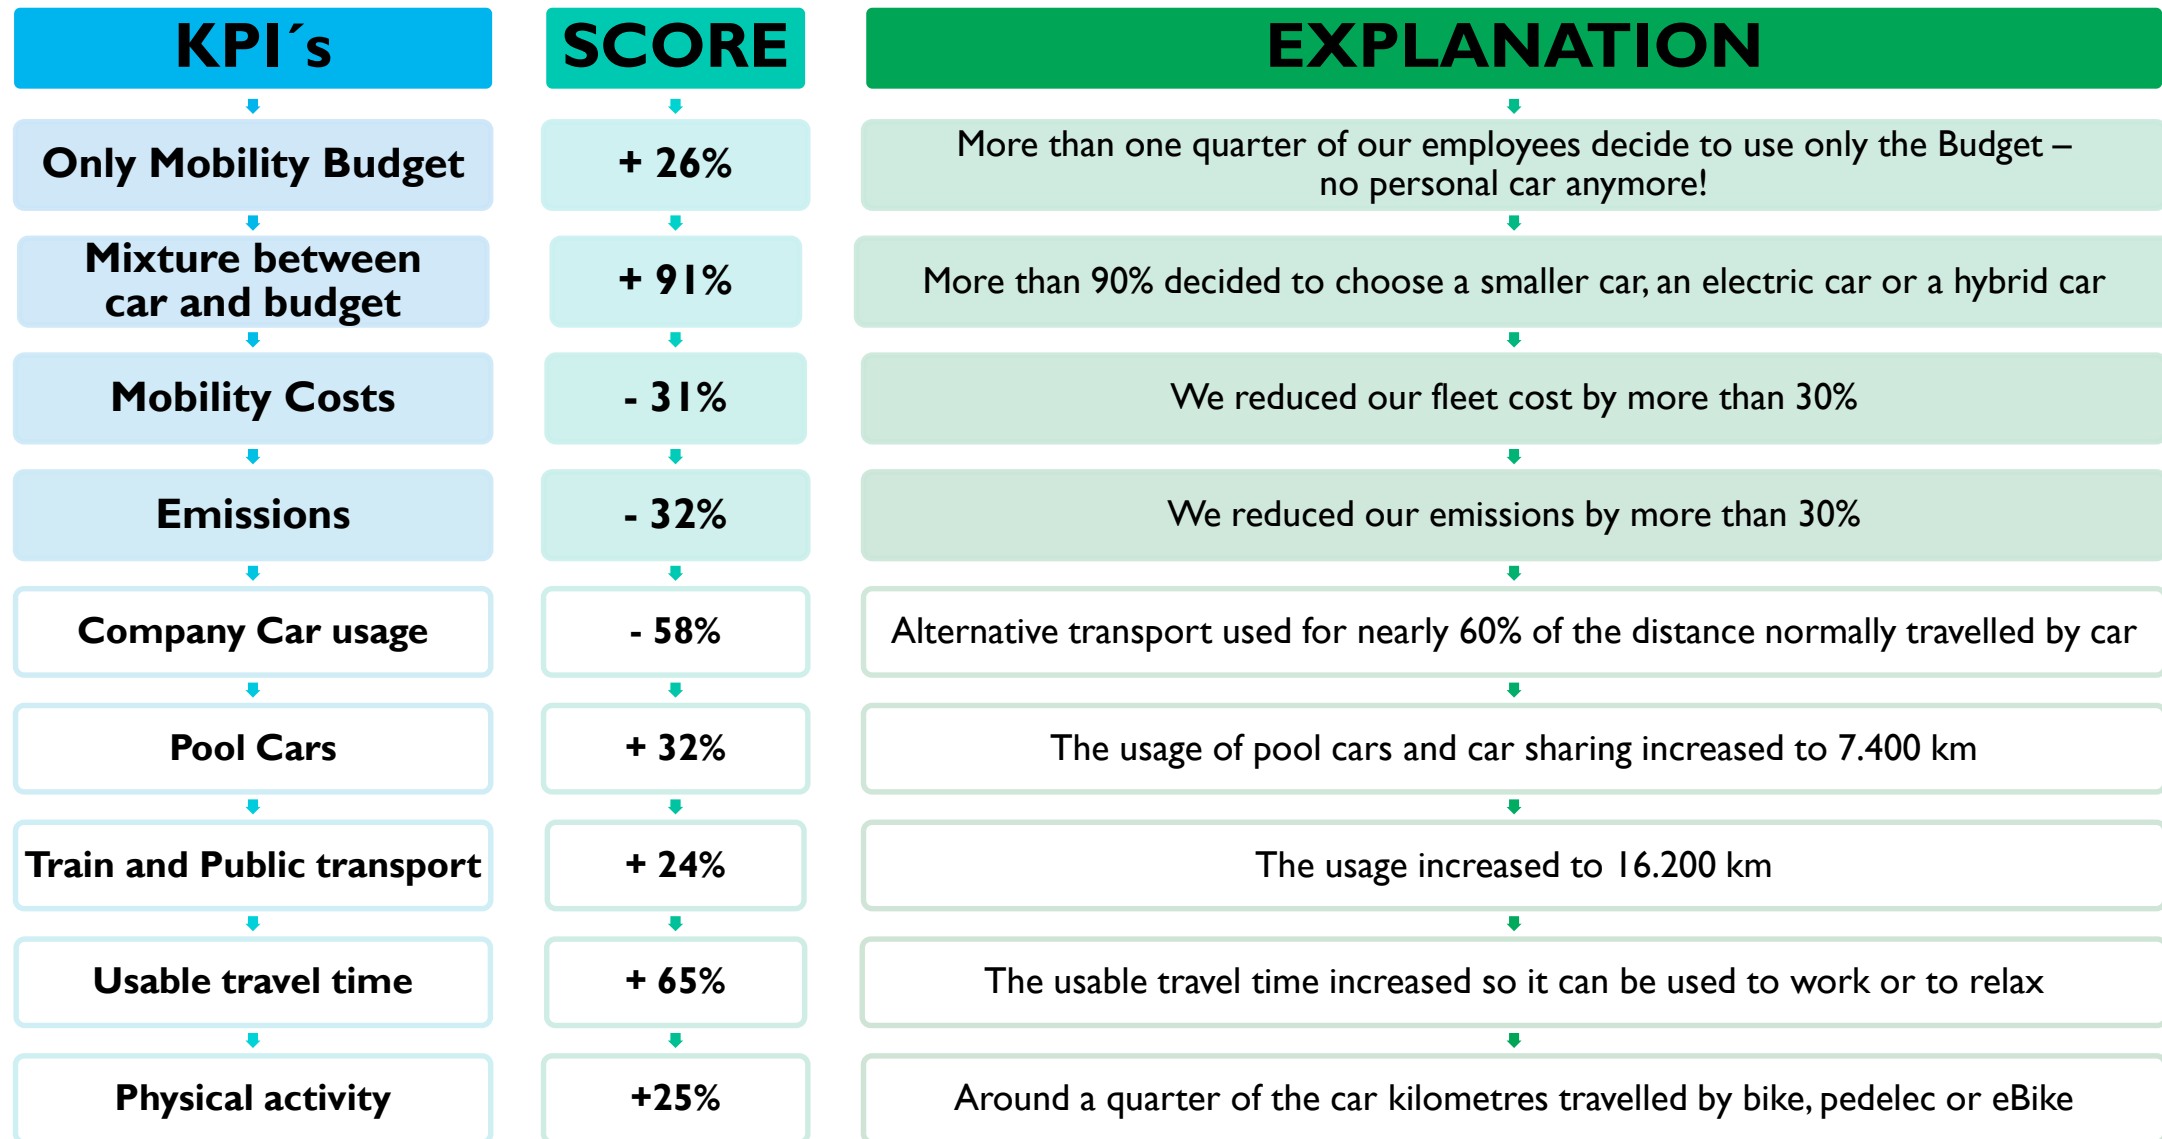 KPI´s
SCORE
EXPLANATION
Only Mobility Budget
+ 26%
More than one quarter of our employees decide to use only the Budget –
no personal car anymore!
Mixture between
car and budget
+ 91%
More than 90% decided to choose a smaller car, an electric car or a hybrid car
Mobility Costs
- 31%
We reduced our fleet cost by more than 30%
Emissions
- 32%
We reduced our emissions by more than 30%
Company Car usage
- 58%
Alternative transport used for nearly 60% of the distance normally travelled by car
Pool Cars
+ 32%
The usage of pool cars and car sharing increased to 7.400 km
Train and Public transport
+ 24%
The usage increased to 16.200 km
Usable travel time
+ 65%
The usable travel time increased so it can be used to work or to relax
Physical activity
+25%
Around a quarter of the car kilometres travelled by bike, pedelec or eBike